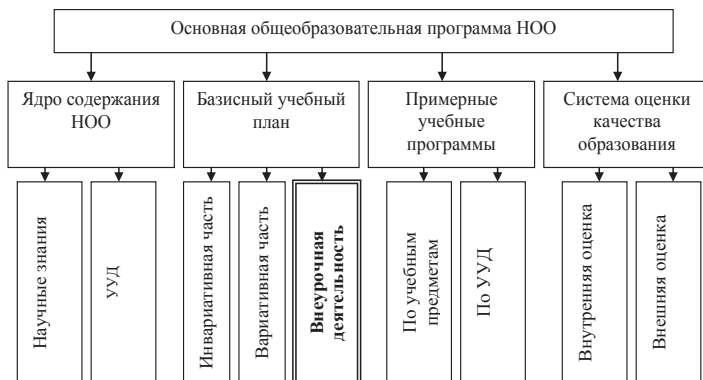 Основная общеобразовательная программа НОО
Ядро содержания
НОО
Базисный учебный
план
Примерные
учебные
программы
Система оценки
качества
образования
Научные знания
УУД
Инвариативная часть
Вариативная часть
Внеурочная
деятельность
По учебным
предметам
По УУД
Внутренняя оценка
Внешняя оценка